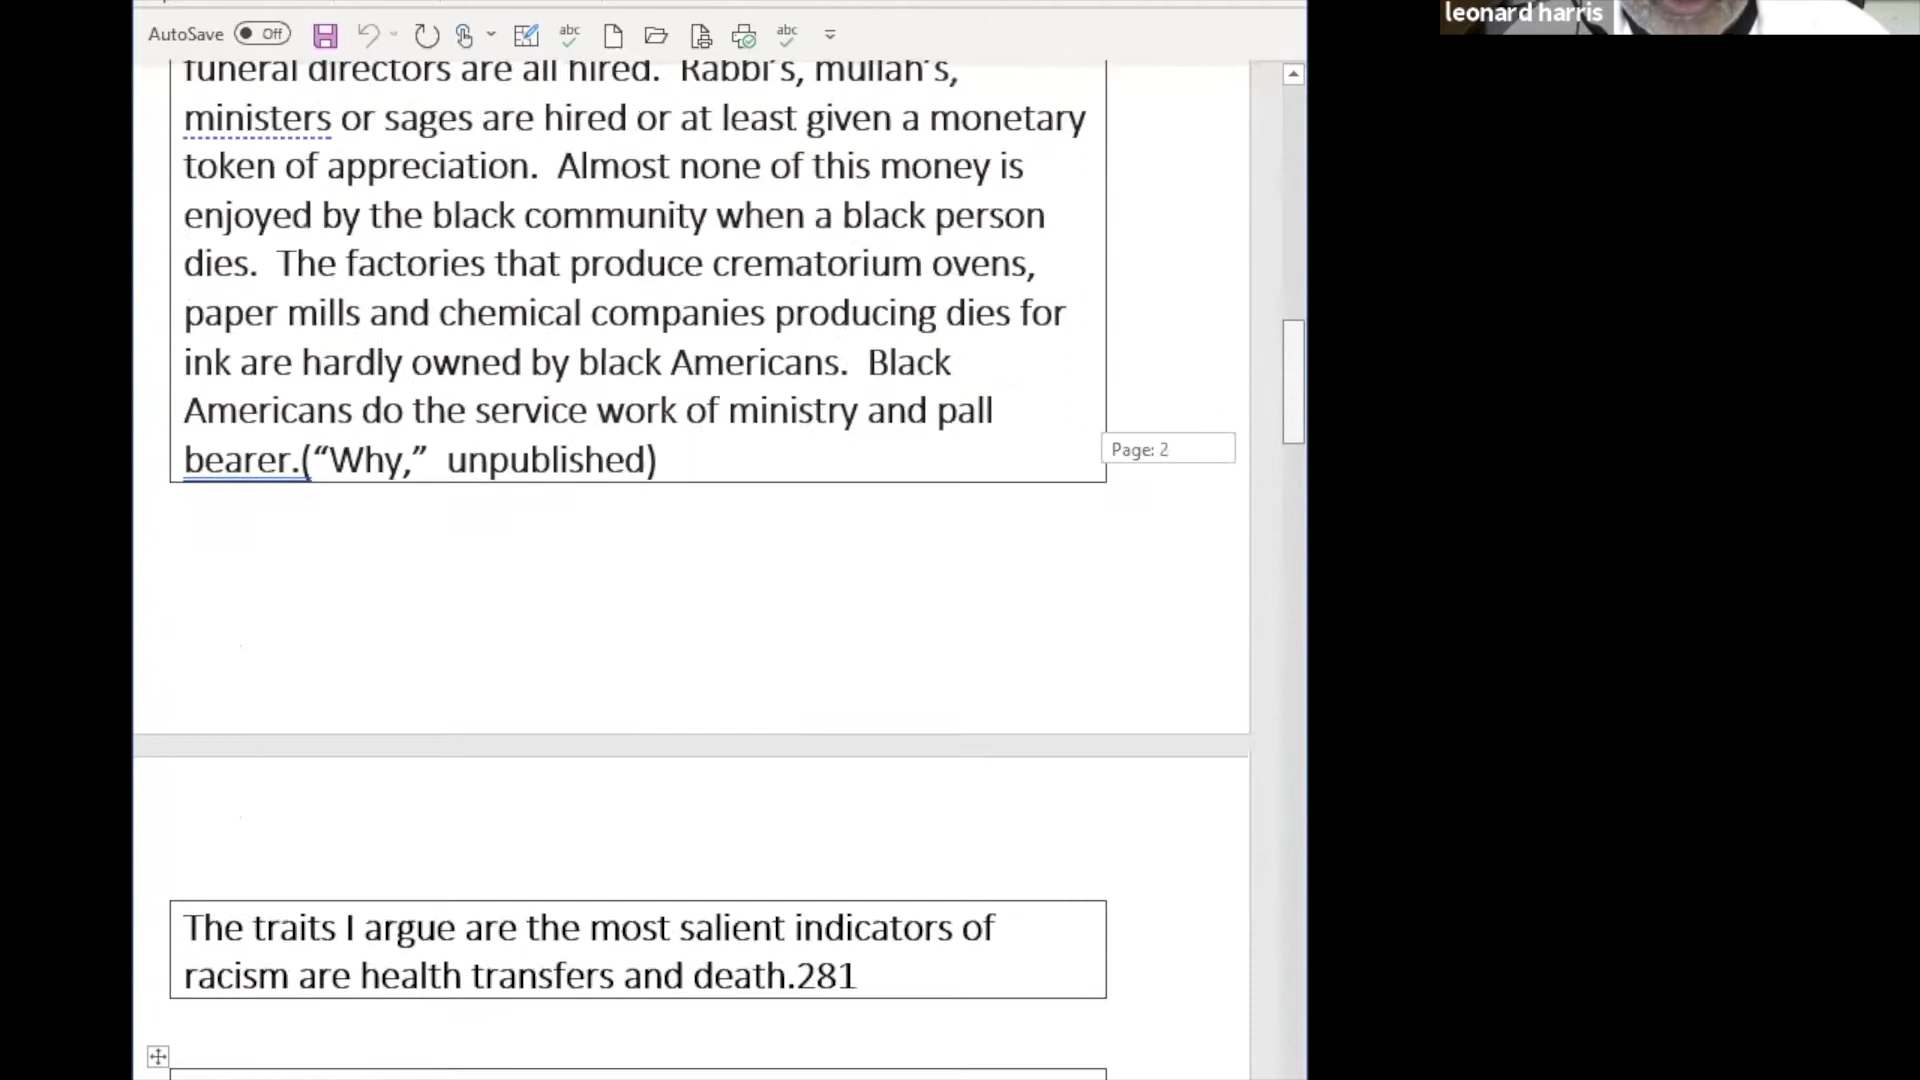 leonard harris
AutoSave Off
abc abc
funeral directors are all hired.  Rabbi's, mullah's,
ministers or sages are hired or at least given a monetary
token of appreciation.  Almost none of this money is
enjoyed by the black community when a black person
dies.  The factories that produce crematorium ovens,
paper mills and chemical companies producing dies for
ink are hardly owned by black Americans.  Black
Americans do the service work of ministry and pall
bearer.(“Why,”  unpublished)
Page: 2
The traits I argue are the most salient indicators of
racism are health transfers and death.281